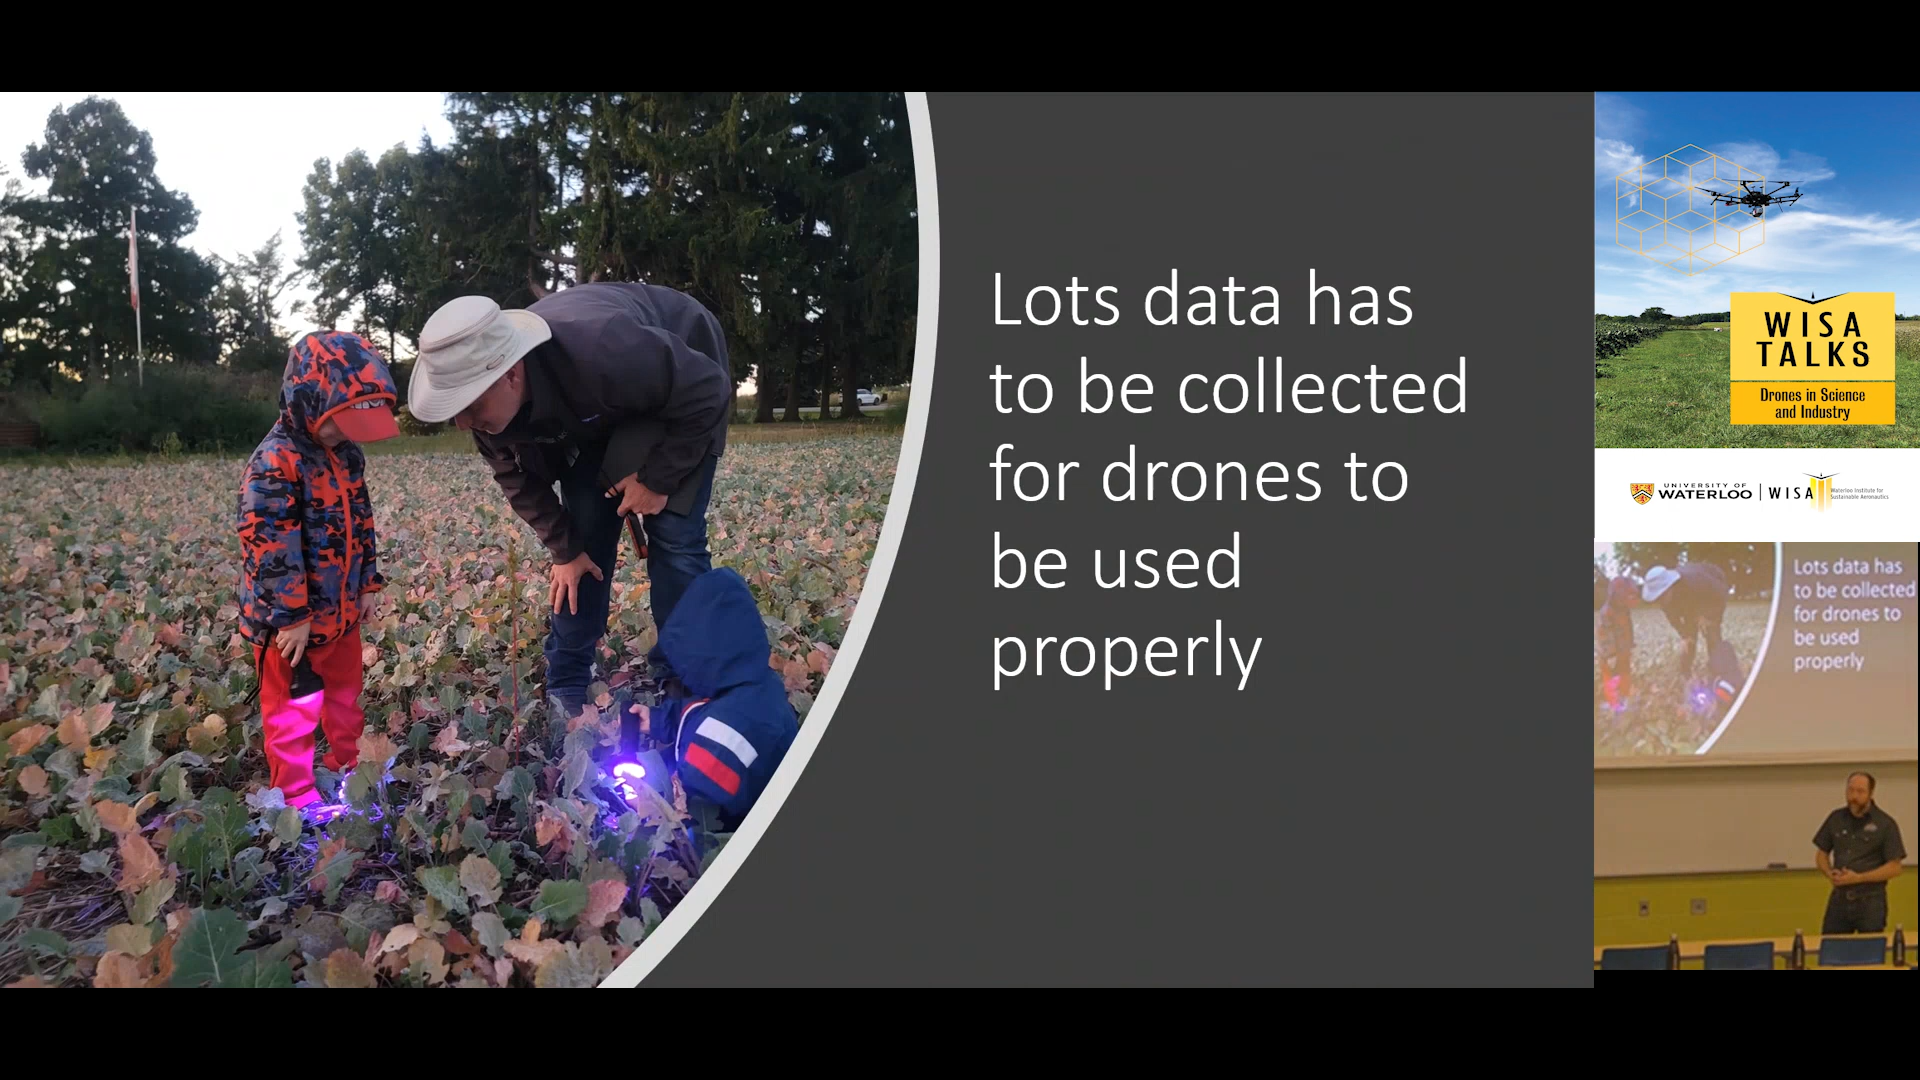 Lots data has
to be collected
for drones to
be used
properly
WISA
TALKS
Drones in Science
and Industry
UNIVERSITY OF
WATERLOO
WISA
Waterloo Institute for
Sustainable Aeronautics
Lots data has
to be collected
for drones to
be used
properly